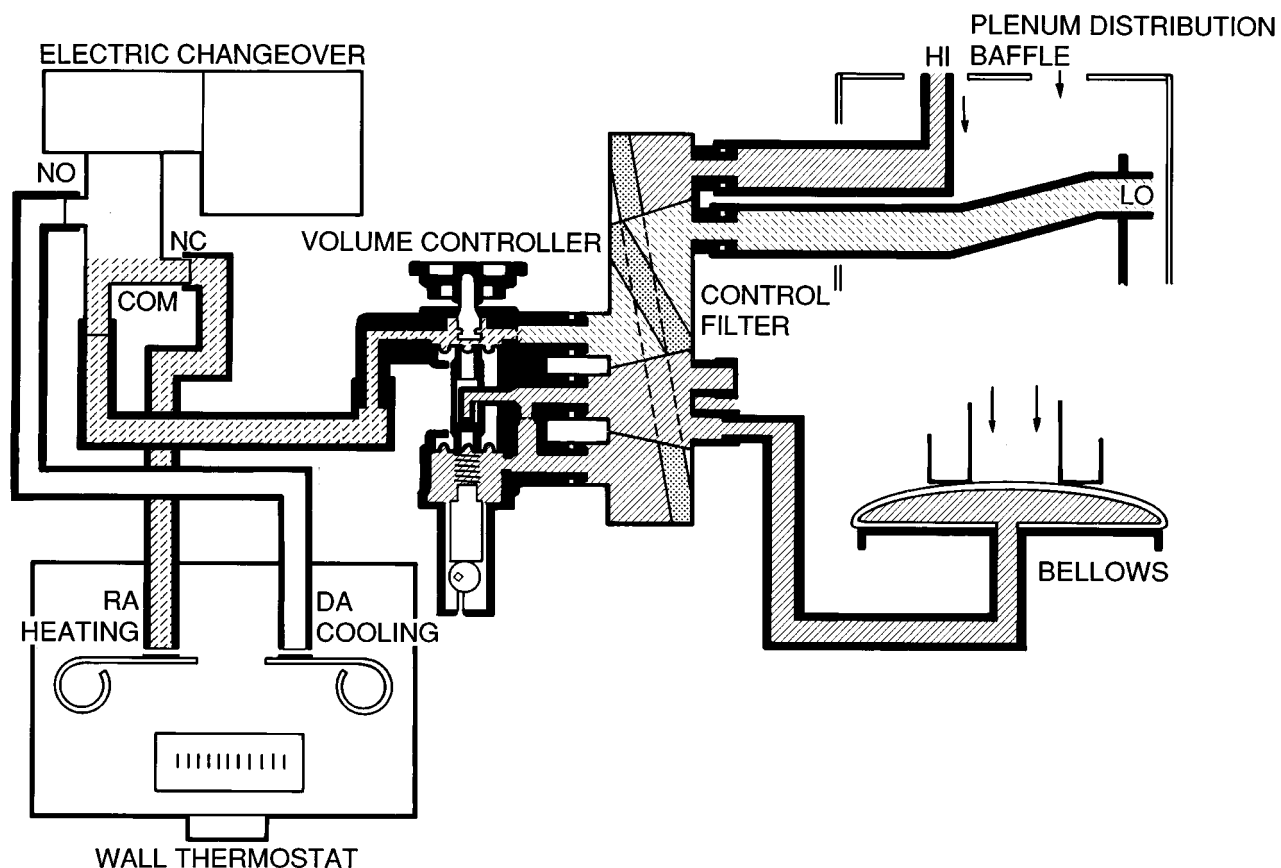 PLENUM DISTRIBUTION
BAFFLE
HI
ELECTRIC CHANGEOVER
NO
NC
LO
VOLUME CONTROLLER
COM
CONTROL
FILTER
BELLOWS
RA
HEATING
DA
COOLING
WALL THERMOSTAT